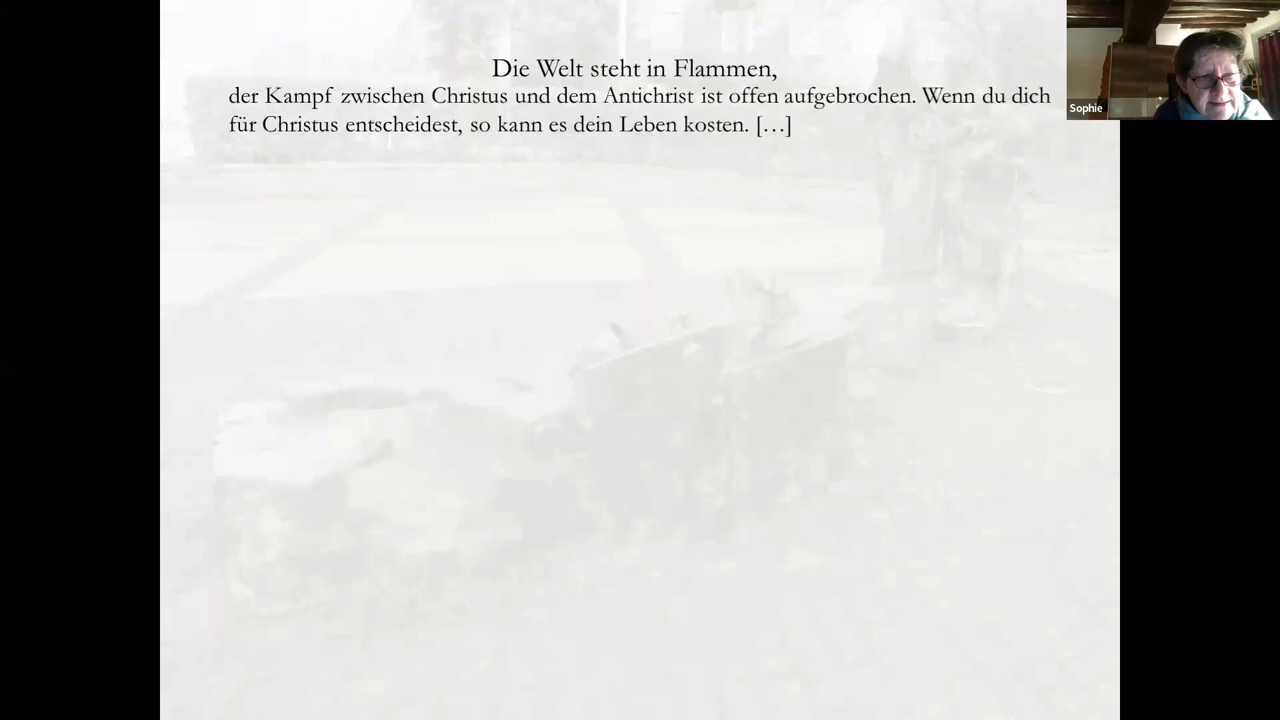 Die Welt steht in Flammen,
der Kampf zwischen Christus und dem Antichrist ist offen aufgebrochen. Wenn du dich
für Christus entscheidest, so kann es dein Leben kosten. […]
Sophie